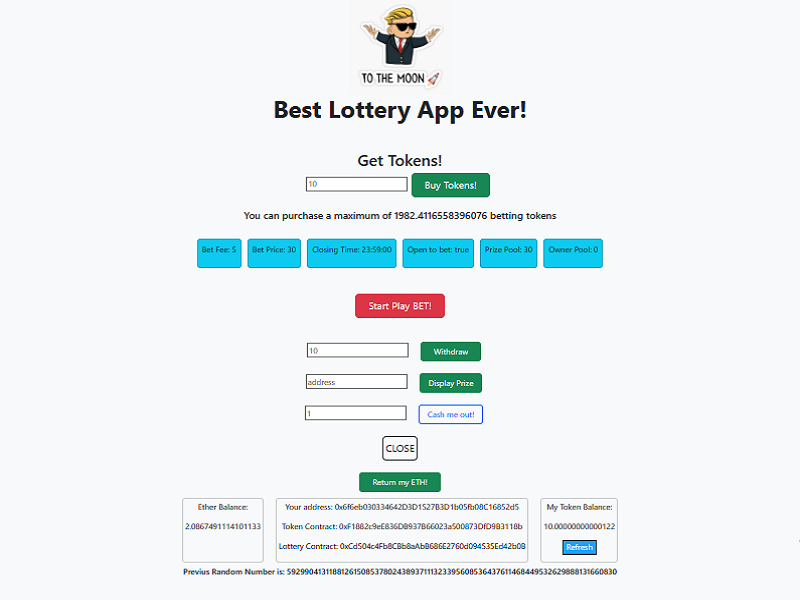 TO THE MOON
Best Lottery App Ever!
Get Tokens!
10 Buy Tokens!
You can purchase a maximum of 1982.4116558396076 betting tokens
Bet Fee: 5 Bet Price: 30 Closing Time: 23:59:00 Open to bet: true Prize Pool: 30 Owner Pool: 0
Start Play BET!
10 Withdraw
address Display Prize
1 Cash me out!
CLOSE
Return my ETH!
Ether Balance: Your address: 0x6f6eb030334642D3D1527B3D1b05fb08C16852d5 My Token Balance:
2.0867491114101133 Token Contract: 0xF1882c9eE836DB937B66023a500873DfD9B3118b 10.00000000000122
Lottery Contract: 0xCd504c4Fb8CBb8aAbB686E2760d094535Ed42b0B Refresh
Previus Random Number is: 59299041311881261508537802438937111323395608536437611468449532629888131660830